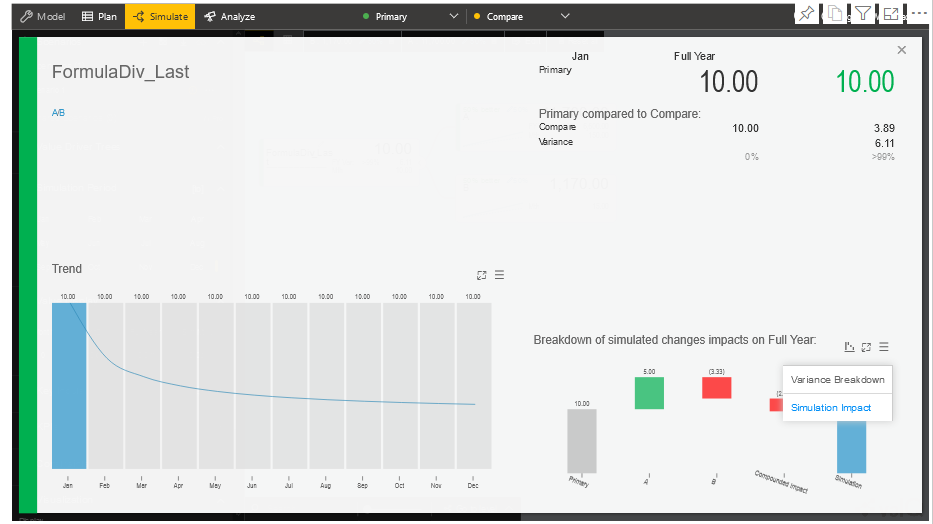 Model Plan Simulate Analyze Primary Compare
FormulaDiv_Last
A/B
Jan Full Year
Primary 10.00 10.00
Primary compared to Compare:
Compare 10.00 3.89
Variance 6.11
0% >99%
Trend
10.00 10.00 10.00 10.00 10.00 10.00 10.00 10.00 10.00 10.00 10.00 10.00
Jan Feb Mar Apr May Jun Jul Aug Sep Oct Nov Dec
Breakdown of simulated changes impacts on Full Year:
Variance Breakdown
Simulation Impact
10.00 5.00 (3.33)
Primary A B Compounded Impact Simulation